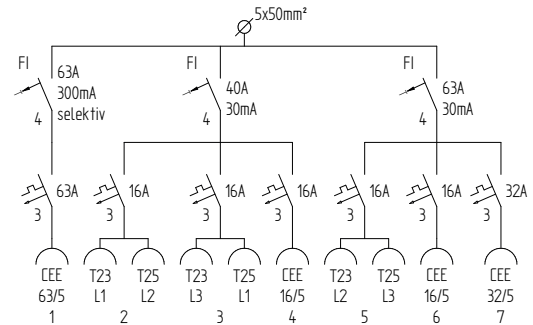 5x50mm²
FI
63A
300mA
selektiv
4
FI
40A
30mA
4
FI
63A
30mA
4
63A
3
16A
3
16A
3
16A
3
16A
3
16A
3
32A
3
CEE
63/5
1
T23
L1
T25
L2
2
T23
L3
T25
L1
3
CEE
16/5
4
T23
L2
T25
L3
5
CEE
16/5
6
CEE
32/5
7